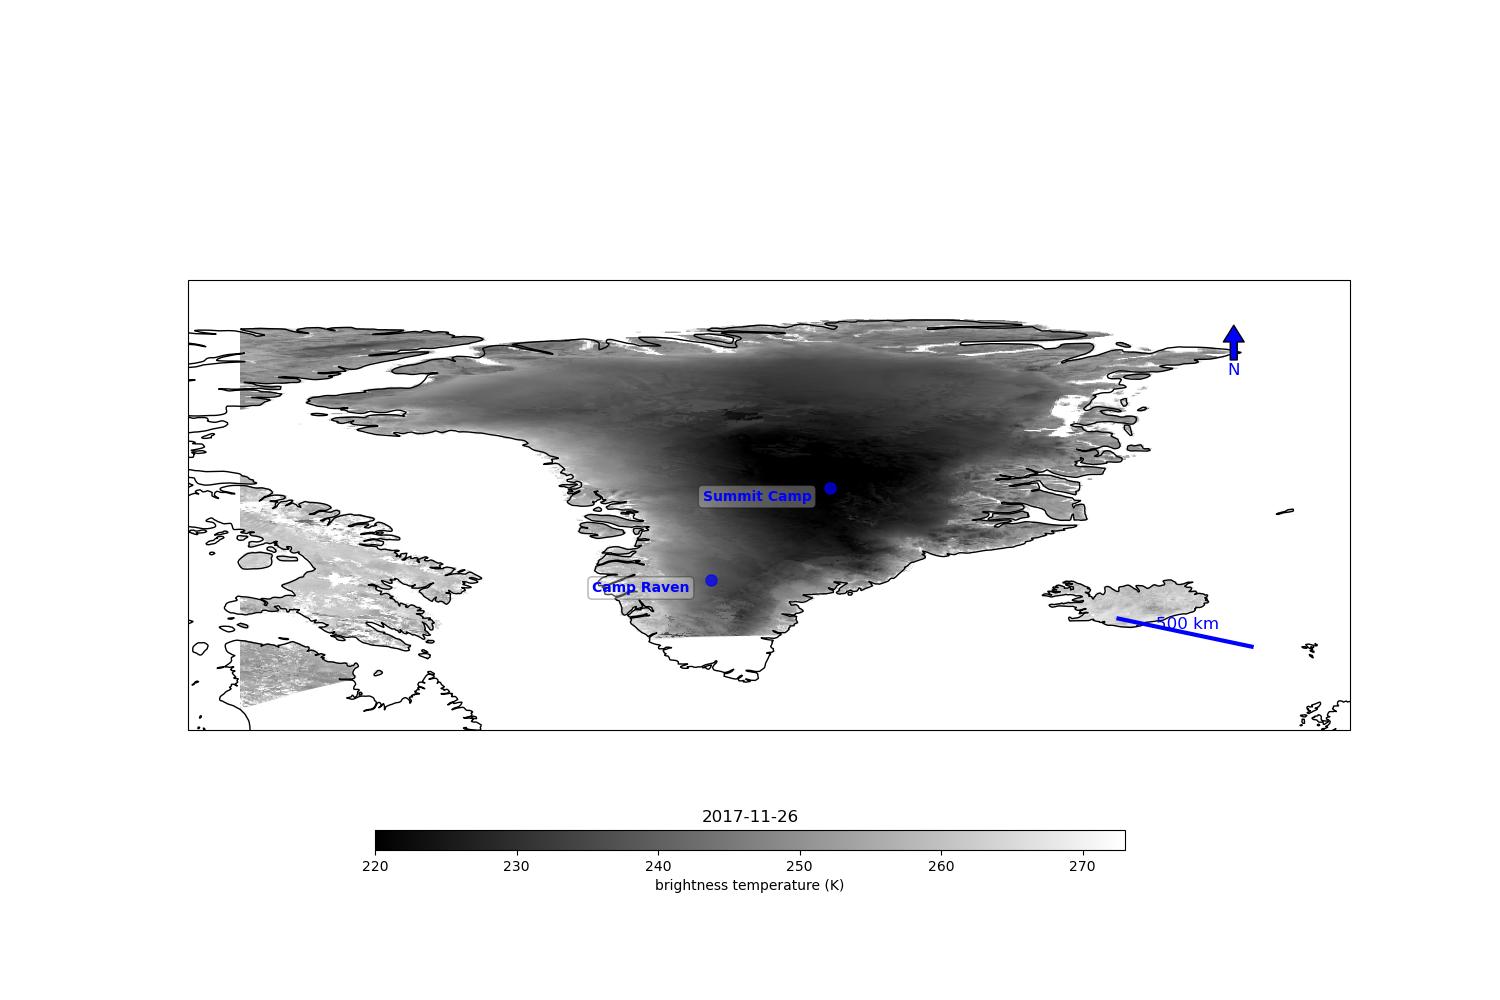 N
Summit Camp
Camp Raven
500 km
2017-11-26
220 230 240 250 260 270
brightness temperature (K)